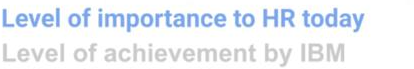 Level of importance to HR today
Level of achievement by IBM